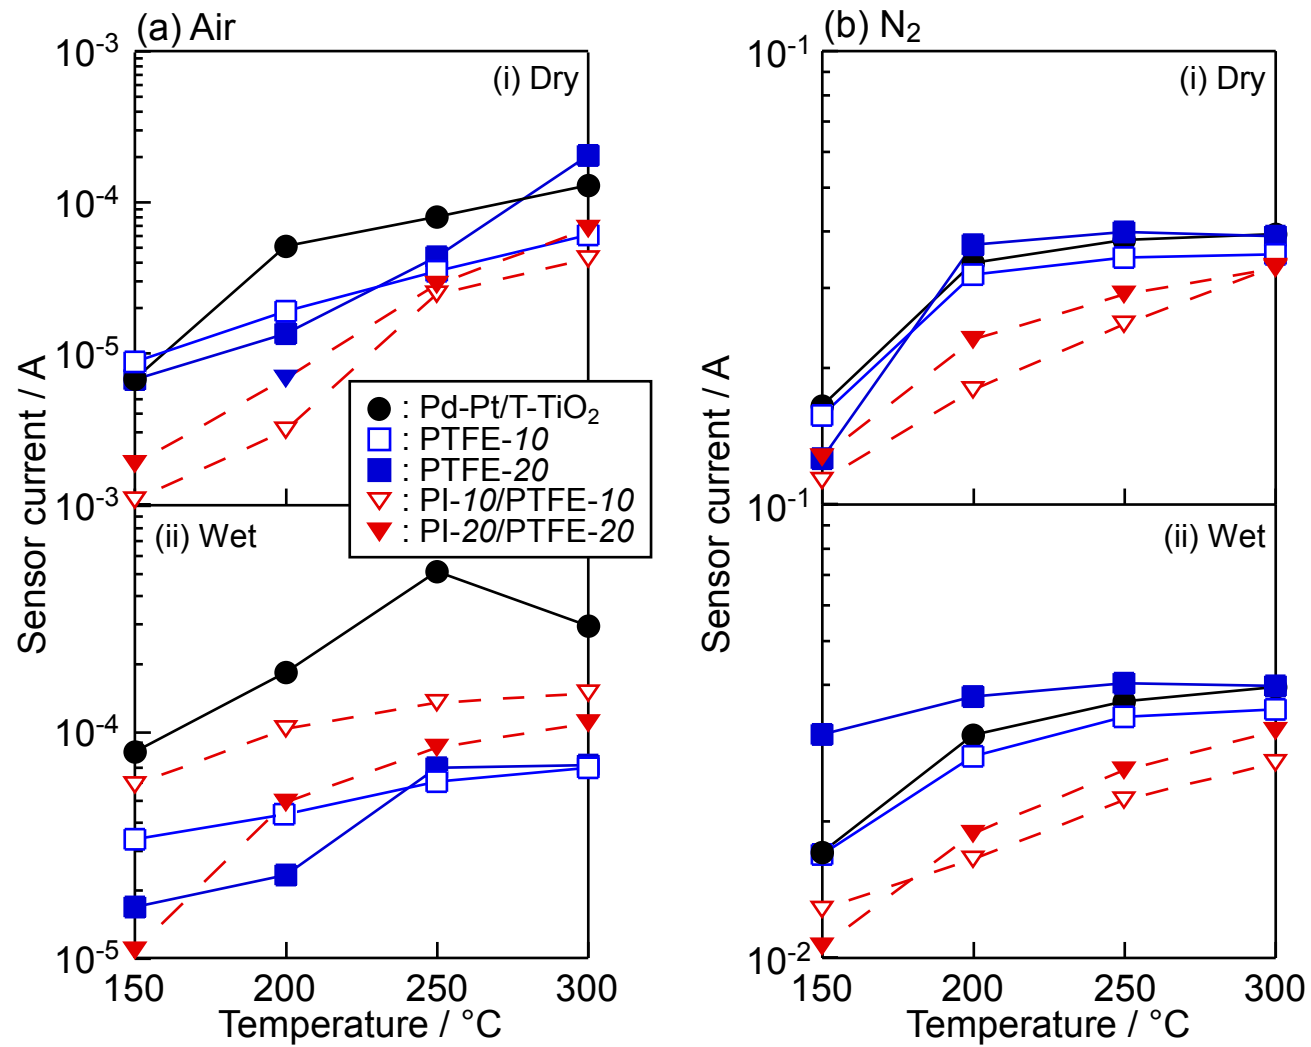 (a) Air
(b) N₂
10⁻³
(i) Dry
10⁻⁴
10⁻⁵
10⁻³
(ii) Wet
10⁻⁴
10⁻⁵
150 200 250 300
Temperature / °C
Sensor current / A
: Pd-Pt/T-TiO₂
: PTFE-10
: PTFE-20
: PI-10/PTFE-10
: PI-20/PTFE-20
10⁻¹
(i) Dry
10⁻¹
(ii) Wet
10⁻²
150 200 250 300
Temperature / °C
Sensor current / A